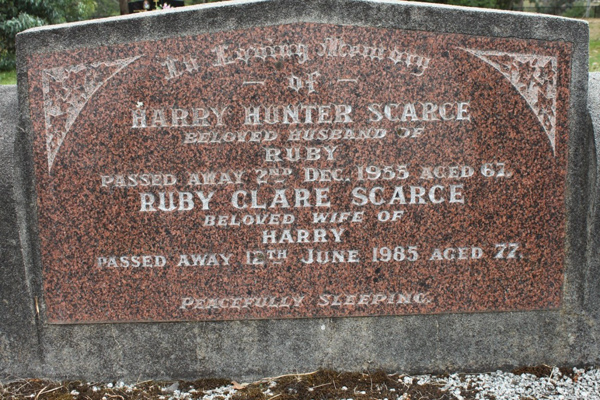 In Loving Memory
— of —
HARRY HUNTER SCARCE
BELOVED HUSBAND OF
RUBY
PASSED AWAY 2ND DEC. 1955 AGED 67.
RUBY CLARE SCARCE
BELOVED WIFE OF
HARRY
PASSED AWAY 12TH JUNE 1985 AGED 77.
PEACEFULLY SLEEPING.